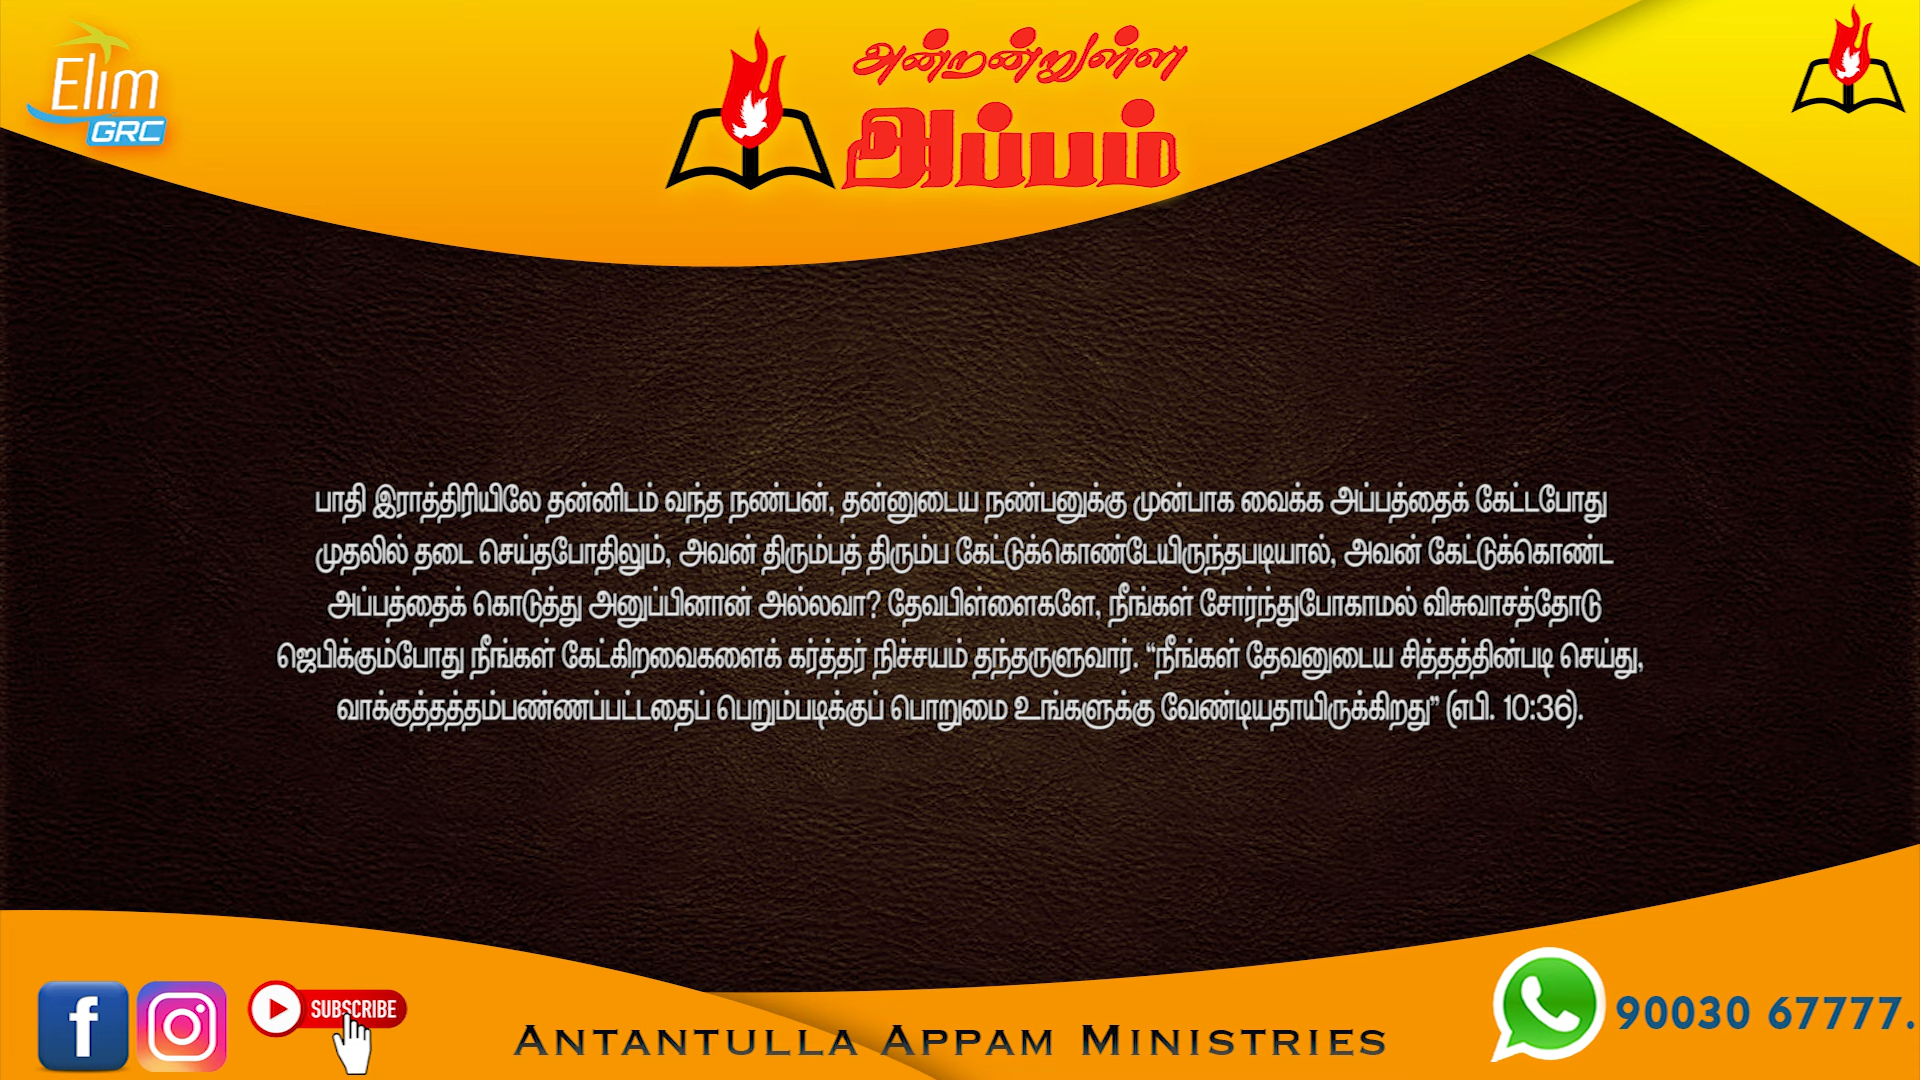 Elim
GRC
அன்றன்றுள்ள
அப்பம்
பாதி இராத்திரியிலே தன்னிடம் வந்த நண்பன், தன்னுடைய நண்பனுக்கு முன்பாக வைக்க அப்பத்தைக் கேட்டபோது
முதலில் தடை செய்தபோதிலும், அவன் திரும்பத் திரும்ப கேட்டுக்கொண்டேயிருந்தபடியால், அவன் கேட்டுக்கொண்ட
அப்பத்தைக் கொடுத்து அனுப்பினான் அல்லவா? தேவபிள்ளைகளே, நீங்கள் சோர்ந்துபோகாமல் விசுவாசத்தோடு
ஜெபிக்கும்போது நீங்கள் கேட்கிறவைகளைக் கர்த்தர் நிச்சயம் தந்தருளுவார். “நீங்கள் தேவனுடைய சித்தத்தின்படி செய்து,
வாக்குத்தத்தம்பண்ணப்பட்டதைப் பெறும்படிக்குப் பொறுமை உங்களுக்கு வேண்டியதாயிருக்கிறது” (எபி. 10:36).
SUBSCRIBE
ANTANTULLA APPAM MINISTRIES
90030 67777.